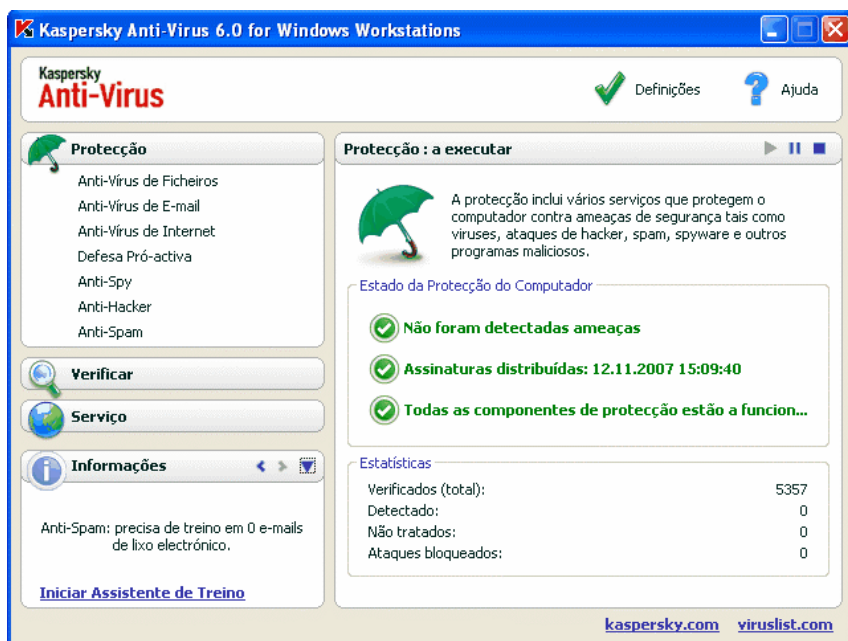 Kaspersky Anti-Virus 6.0 for Windows Workstations
Kaspersky
Anti-Virus
Definições
Ajuda
Protecção
Anti-Vírus de Ficheiros
Anti-Vírus de E-mail
Anti-Vírus de Internet
Defesa Pró-activa
Anti-Spy
Anti-Hacker
Anti-Spam
Verificar
Serviço
Informações
Anti-Spam: precisa de treino em 0 e-mails
de lixo electrónico.
Iniciar Assistente de Treino
Protecção : a executar
A protecção inclui vários serviços que protegem o
computador contra ameaças de segurança tais como
viruses, ataques de hacker, spam, spyware e outros
programas maliciosos.
Estado da Protecção do Computador
Não foram detectadas ameaças
Assinaturas distribuídas: 12.11.2007 15:09:40
Todas as componentes de protecção estão a funcion...
Estatísticas
Verificados (total): 5357
Detectado: 0
Não tratados: 0
Ataques bloqueados: 0
kaspersky.com viruslist.com